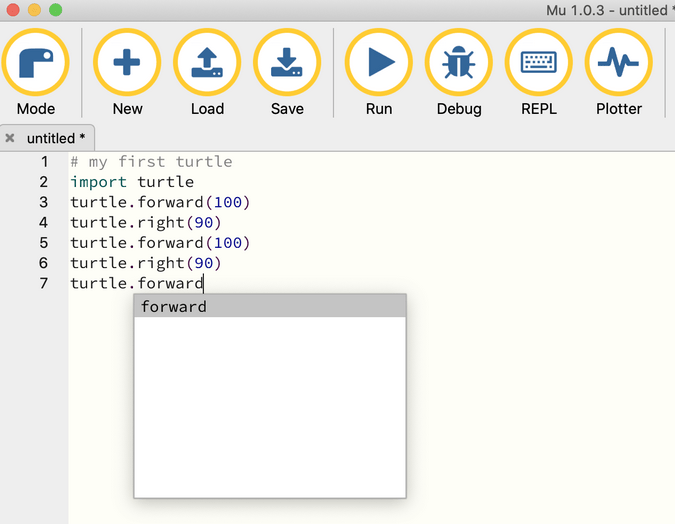 Mu 1.0.3 - untitled *
Mode New Load Save Run Debug REPL Plotter
untitled *
1 # my first turtle
2 import turtle
3 turtle.forward(100)
4 turtle.right(90)
5 turtle.forward(100)
6 turtle.right(90)
7 turtle.forward
forward